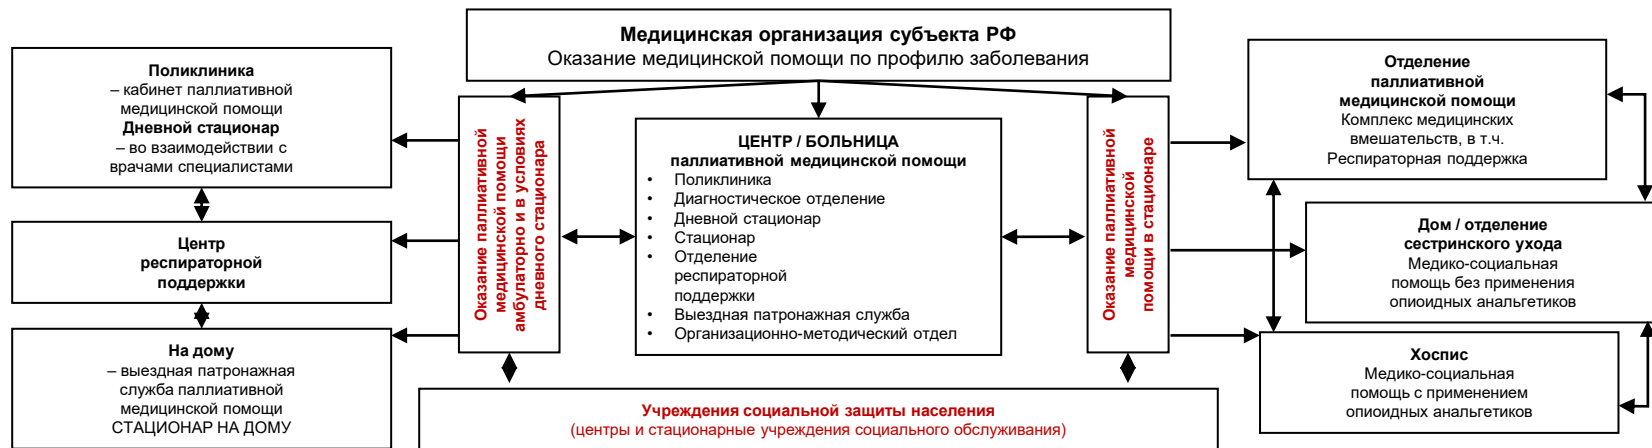 Медицинская организация субъекта РФ
Оказание медицинской помощи по профилю заболевания
Поликлиника
– кабинет паллиативной
медицинской помощи
Дневной стационар
– во взаимодействии с
врачами специалистами
Центр
респираторной
поддержки
На дому
– выездная патронажная
служба паллиативной
медицинской помощи
СТАЦИОНАР НА ДОМУ
Оказание паллиативной
медицинской помощи
амбулаторно и в условиях
дневного стационара
ЦЕНТР / БОЛЬНИЦА
паллиативной медицинской помощи
• Поликлиника
• Диагностическое отделение
• Дневной стационар
• Стационар
• Отделение
респираторной
поддержки
• Выездная патронажная служба
• Организационно-методический отдел
Оказание паллиативной
медицинской
помощи в стационаре
Отделение
паллиативной
медицинской помощи
Комплекс медицинских
вмешательств, в т.ч.
Респираторная поддержка
Дом / отделение
сестринского ухода
Медико-социальная
помощь без применения
опиоидных анальгетиков
Хоспис
Медико-социальная
помощь с применением
опиоидных анальгетиков
Учреждения социальной защиты населения
(центры и стационарные учреждения социального обслуживания)